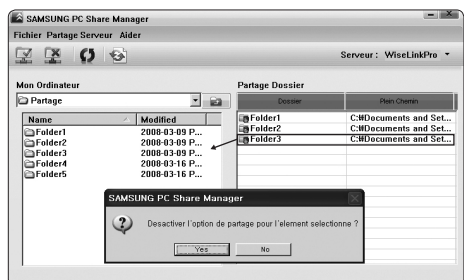 SAMSUNG PC Share Manager
Fichier Partage Serveur Aider
Serveur : WiseLinkPro
Mon Ordinateur
Partage
Name Modified
Folder1 2008-03-09 P...
Folder2 2008-03-09 P...
Folder3 2008-03-09 P...
Folder4 2008-03-16 P...
Folder5 2008-03-16 P...
Partage Dossier
Dossier Plein Chemin
Folder1 C:₩Documents and Set...
Folder2 C:₩Documents and Set...
Folder3 C:₩Documents and Set...
SAMSUNG PC Share Manager
Desactiver l'option de partage pour l'element selectionne ?
Yes No